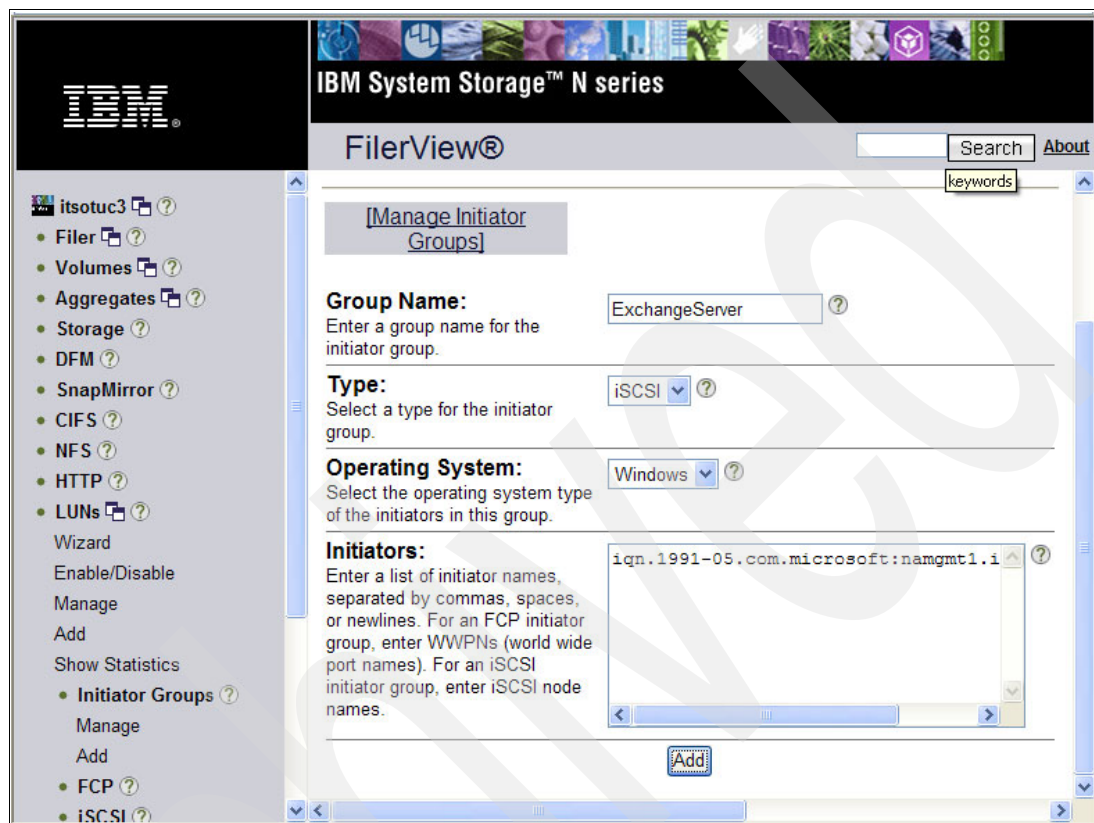 IBM
IBM System Storage™ N series
FilerView®
Search
About
keywords
itsotuc3
Filer
Volumes
Aggregates
Storage
DFM
SnapMirror
CIFS
NFS
HTTP
LUNs
Wizard
Enable/Disable
Manage
Add
Show Statistics
Initiator Groups
Manage
Add
FCP
iSCSI
[Manage Initiator
Groups]
Group Name:
Enter a group name for the
initiator group.
ExchangeServer
Type:
Select a type for the initiator
group.
iSCSI
Operating System:
Select the operating system type
of the initiators in this group.
Windows
Initiators:
Enter a list of initiator names,
separated by commas, spaces,
or newlines. For an FCP initiator
group, enter WWPNs (world wide
port names). For an iSCSI
initiator group, enter iSCSI node
names.
iqn.1991-05.com.microsoft:namgmt1.i
Add